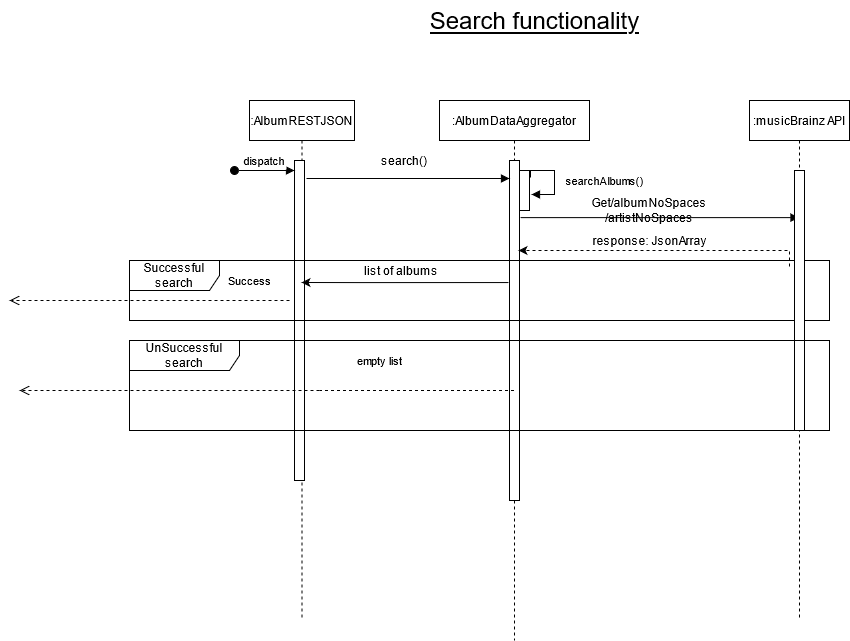 Search functionality
:AlbumRESTJSON
:AlbumDataAggregator
:musicBrainz API
dispatch
search()
searchAlbums()
Get/albumNoSpaces
/artistNoSpaces
response: JsonArray
Successful
search
Success
list of albums
UnSuccessful
search
empty list